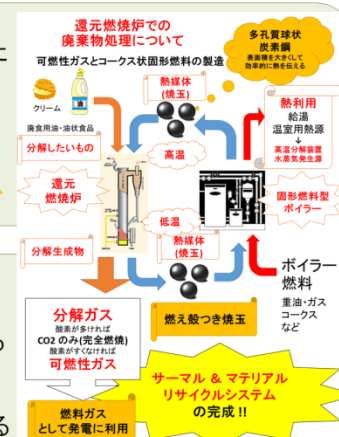 還元燃焼炉での
廃棄物処理について
可燃性ガスとコークス状固形燃料の製造
多孔質球状
炭素鋼
表面積を大きくして
効率的に熱を伝える
クリーム
油
廃食用油・油状食品
分解したいもの
熱媒体
(焼玉)
高温
熱利用
給湯
温室用熱源
↓
高温分解装置
水蒸気発生源
還元
燃焼炉
固形燃料型
ボイラー
低温
熱媒体
(焼玉)
分解生成物
燃え殻つき焼玉
ボイラー
燃料
重油・ガス
コークス
など
分解ガス
酸素が多ければ
CO2 のみ(完全燃焼)
酸素がすくなければ
可燃性ガス
サーマル & マテリアル
リサイクルシステム
の完成 !!
燃料ガス
として発電に利用
に
る